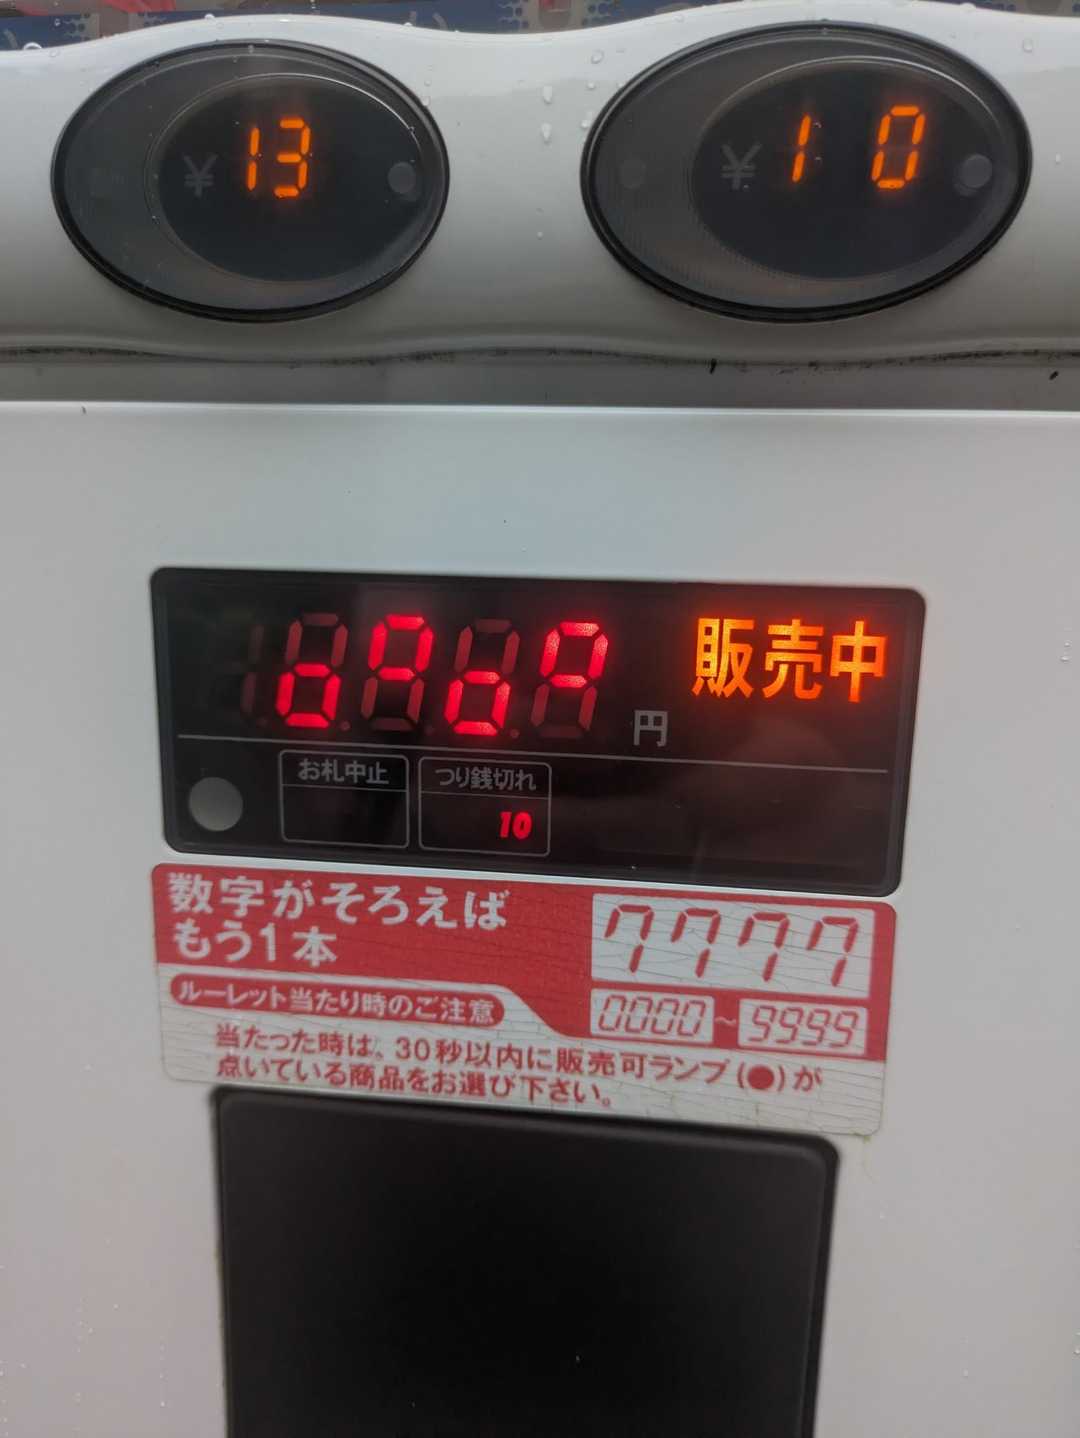 ¥ 13
¥ 1 0
販売中
円
お札中止
つり銭切れ
10
数字がそろえば
もう1本
7777
ルーレット当たり時のご注意
0000~9999
当たった時は、30秒以内に販売可ランプ(●)が
点いている商品をお選び下さい。